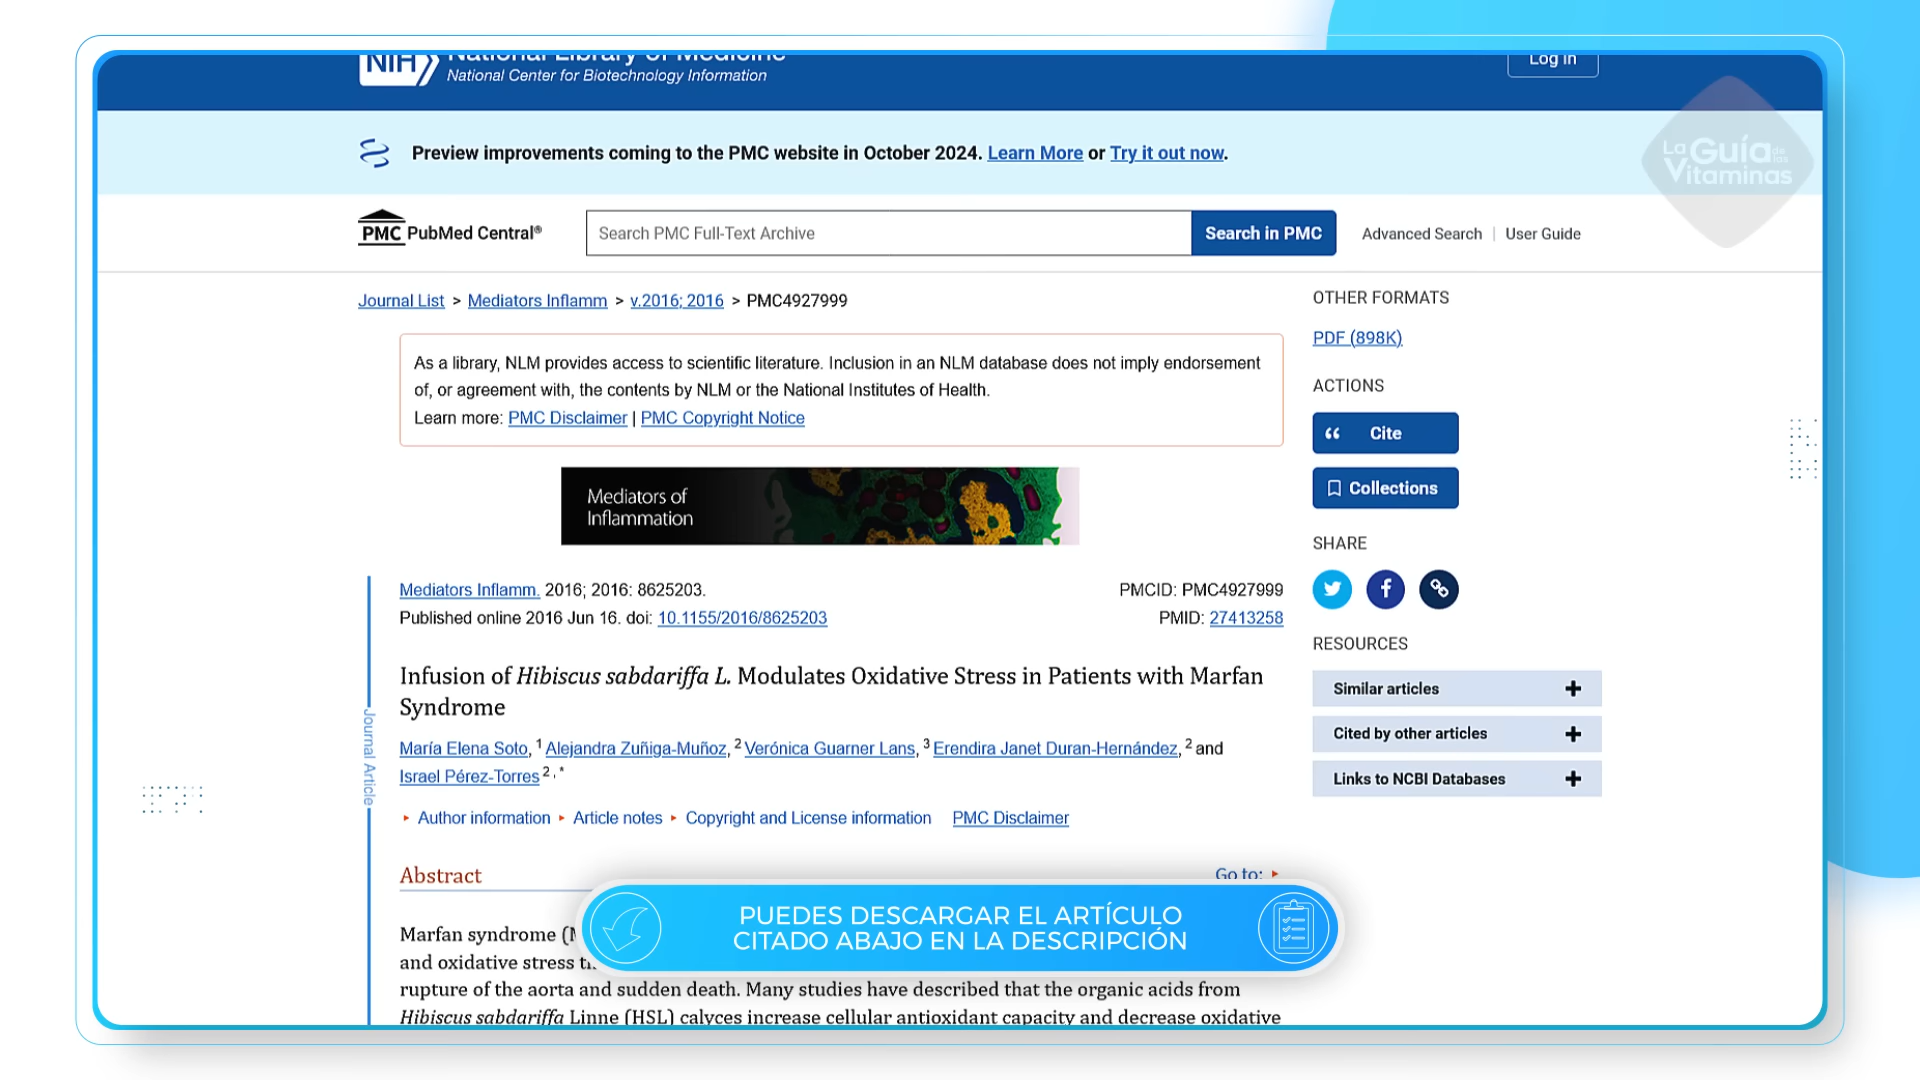 NIH National Library of Medicine
National Center for Biotechnology Information
Log in
Preview improvements coming to the PMC website in October 2024. Learn More or Try it out now.
La Guía de las Vitaminas
PMC PubMed Central®
Search PMC Full-Text Archive
Search in PMC
Advanced Search | User Guide
Journal List > Mediators Inflamm > v.2016; 2016 > PMC4927999
As a library, NLM provides access to scientific literature. Inclusion in an NLM database does not imply endorsement
of, or agreement with, the contents by NLM or the National Institutes of Health.
Learn more: PMC Disclaimer | PMC Copyright Notice
Mediators of
Inflammation
Mediators Inflamm. 2016; 2016: 8625203.
PMCID: PMC4927999
Published online 2016 Jun 16. doi: 10.1155/2016/8625203
PMID: 27413258
Infusion of Hibiscus sabdariffa L. Modulates Oxidative Stress in Patients with Marfan
Syndrome
María Elena Soto, 1 Alejandra Zuñiga-Muñoz, 2 Verónica Guarner Lans, 3 Erendira Janet Duran-Hernández, 2 and
Israel Pérez-Torres 2 , *
Author information Article notes Copyright and License information PMC Disclaimer
Journal Article
Abstract
Go to:
Marfan syndrome
and oxidative stress
rupture of the aorta and sudden death. Many studies have described that the organic acids from
Hibiscus sabdariffa Linne (HSL) calyces increase cellular antioxidant capacity and decrease oxidative
OTHER FORMATS
PDF (898K)
ACTIONS
Cite
Collections
SHARE
RESOURCES
Similar articles
Cited by other articles
Links to NCBI Databases
PUEDES DESCARGAR EL ARTÍCULO
CITADO ABAJO EN LA DESCRIPCIÓN